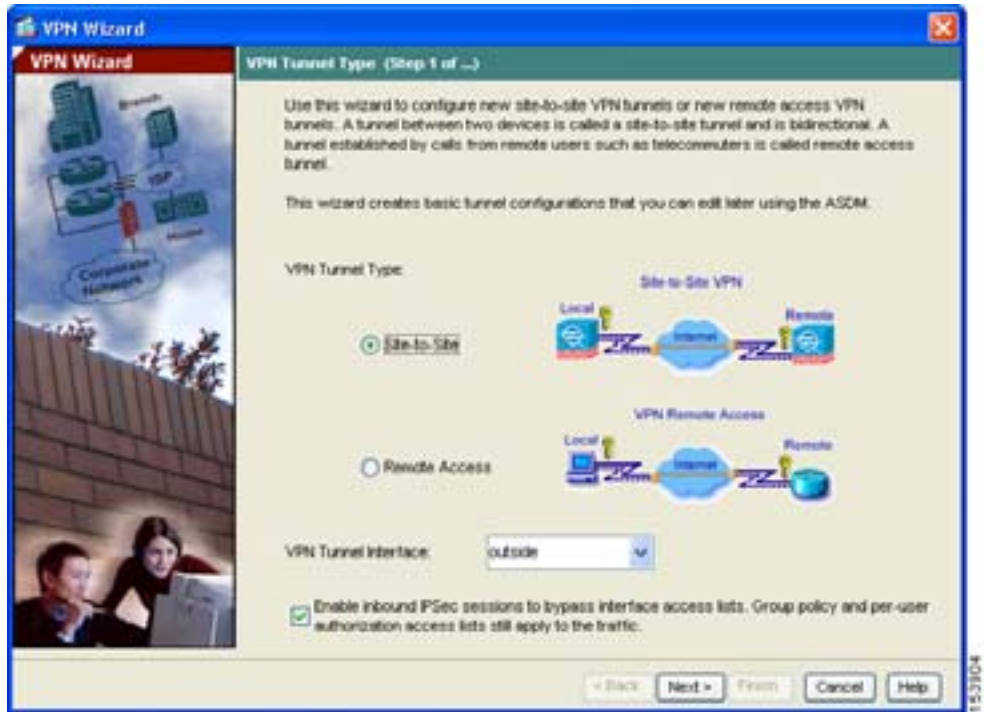 VPN Wizard
VPN Wizard
VPN Tunnel Type (Step 1 of ...)
Branch
ISP
Home
Corporate
Network
Use this wizard to configure new site-to-site VPN tunnels or new remote access VPN
tunnels. A tunnel between two devices is called a site-to-site tunnel and is bidirectional. A
tunnel established by calls from remote users such as telecommuters is called remote access
tunnel.
This wizard creates basic tunnel configurations that you can edit later using the ASDM.
VPN Tunnel Type:
Site-to-Site VPN
Local
Remote
Internet
Site-to-Site
VPN Remote Access
Local
Remote
Internet
Remote Access
VPN Tunnel Interface:
outside
Enable inbound IPSec sessions to bypass interface access lists. Group policy and per-user
authorization access lists still apply to the traffic.
< Back
Next >
Finish
Cancel
Help
153904